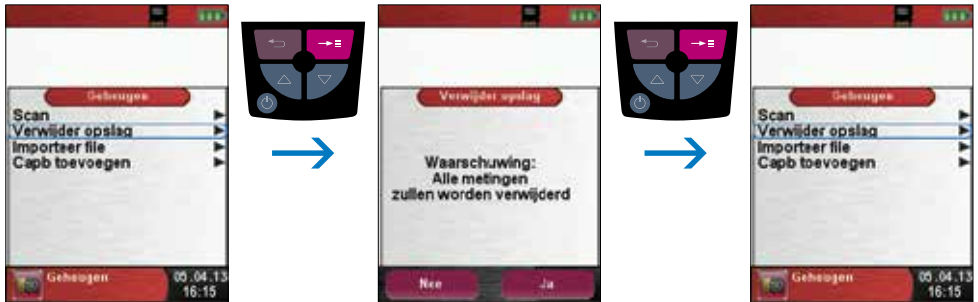 Geheugen
Scan
Verwijder opslag
Importeer file
Capb toevoegen
Geheugen
05.04.13
16:15
Verwijder opslag
Waarschuwing:
Alle metingen
zullen worden verwijderd
Nee
Ja
Geheugen
Scan
Verwijder opslag
Importeer file
Capb toevoegen
Geheugen
05.04.13
16:15